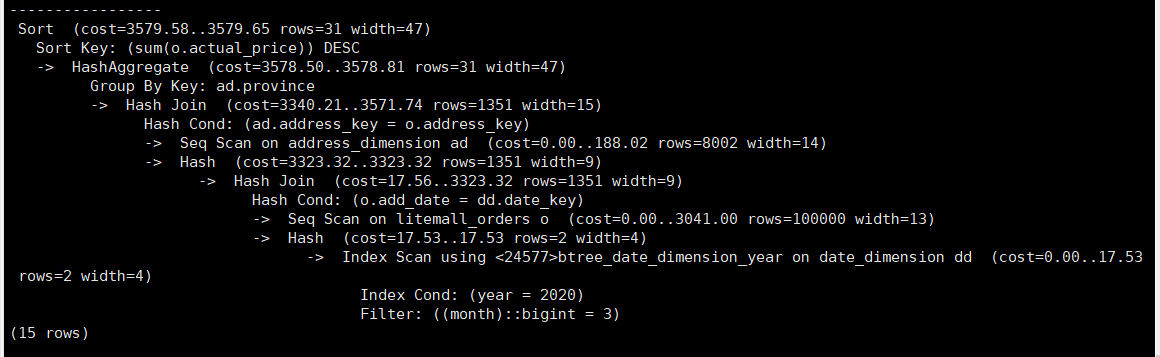 -----------------
Sort  (cost=3579.58..3579.65 rows=31 width=47)
  Sort Key: (sum(o.actual_price)) DESC
  ->  HashAggregate  (cost=3578.50..3578.81 rows=31 width=47)
        Group By Key: ad.province
        ->  Hash Join  (cost=3340.21..3571.74 rows=1351 width=15)
              Hash Cond: (ad.address_key = o.address_key)
              ->  Seq Scan on address_dimension ad  (cost=0.00..188.02 rows=8002 width=14)
              ->  Hash  (cost=3323.32..3323.32 rows=1351 width=9)
                    ->  Hash Join  (cost=17.56..3323.32 rows=1351 width=9)
                          Hash Cond: (o.add_date = dd.date_key)
                          ->  Seq Scan on litemall_orders o  (cost=0.00..3041.00 rows=100000 width=13)
                          ->  Hash  (cost=17.53..17.53 rows=2 width=4)
                                ->  Index Scan using <24577>btree_date_dimension_year on date_dimension dd  (cost=0.00..17.53
rows=2 width=4)
                                      Index Cond: (year = 2020)
                                      Filter: ((month)::bigint = 3)
(15 rows)